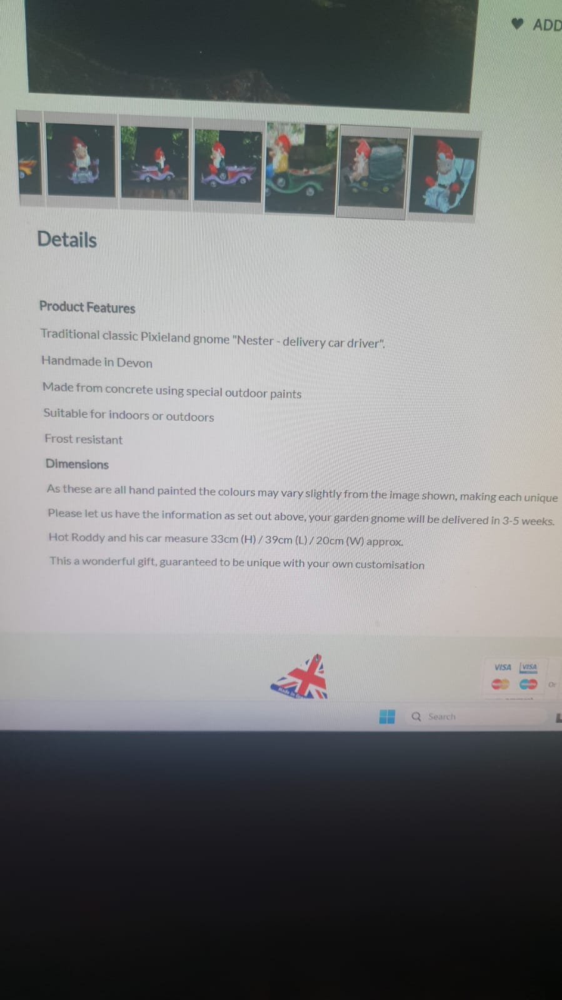 ADD
Details
Product Features
Traditional classic Pixieland gnome "Nester - delivery car driver".
Handmade in Devon
Made from concrete using special outdoor paints
Suitable for indoors or outdoors
Frost resistant
Dimensions
As these are all hand painted the colours may vary slightly from the image shown, making each unique
Please let us have the information as set out above, your garden gnome will be delivered in 3-5 weeks.
Hot Roddy and his car measure 33cm (H) / 39cm (L) / 20cm (W) approx.
This a wonderful gift, guaranteed to be unique with your own customisation
Made in
VISA VISA
Or
Search